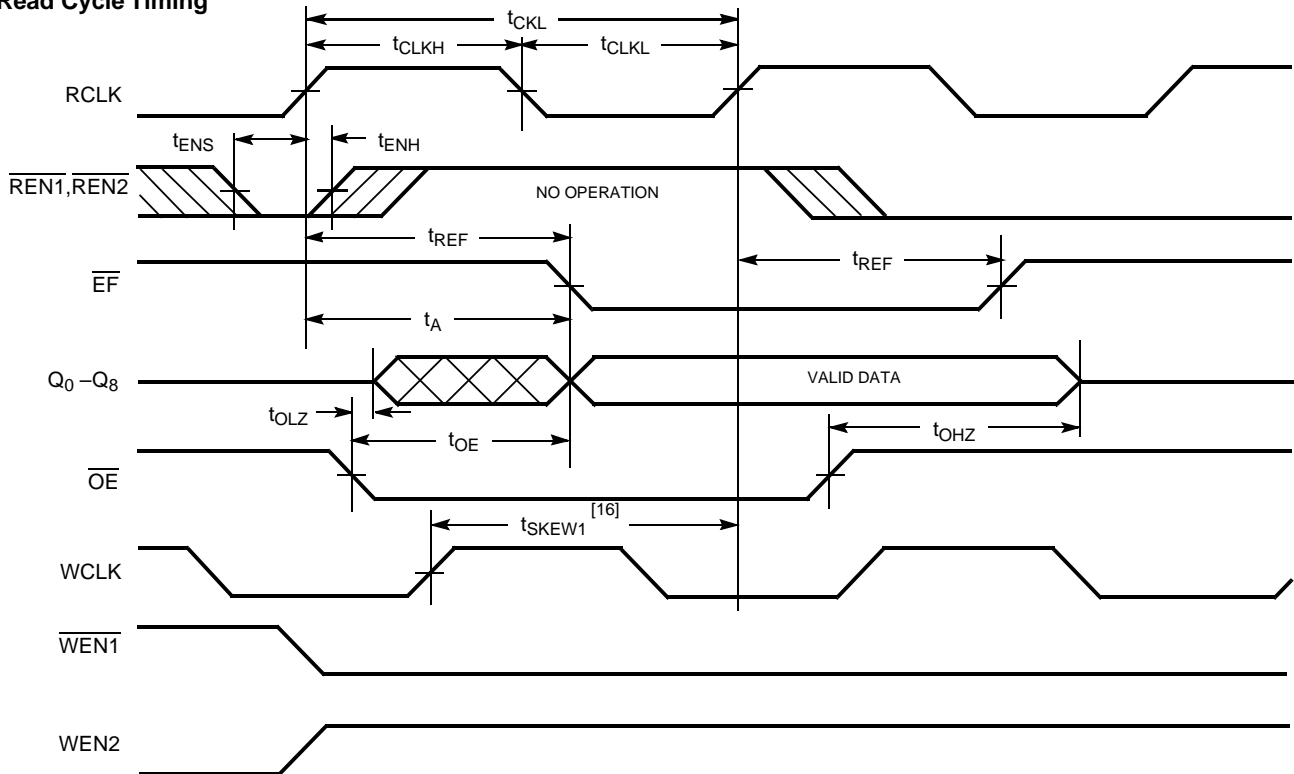 Read Cycle Timing
tCKL
tCLKH
tCLKL
RCLK
tENS
tENH
REN1,REN2
NO OPERATION
tREF
tREF
EF
tA
Q0 –Q8
VALID DATA
tOLZ
tOE
tOHZ
OE
tSKEW1 [16]
WCLK
WEN1
WEN2